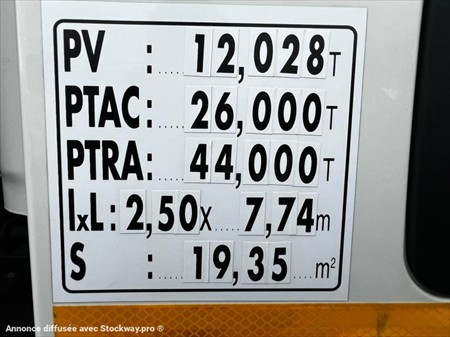 PV : ..... 12,028 T
PTAC : ..... 26,000 T
PTRA : ..... 44,000 T
IxL : 2,50 x ... 7,74 m
S : ..... 19,35 ... m²
Annonce diffusée avec Stockway.pro ®